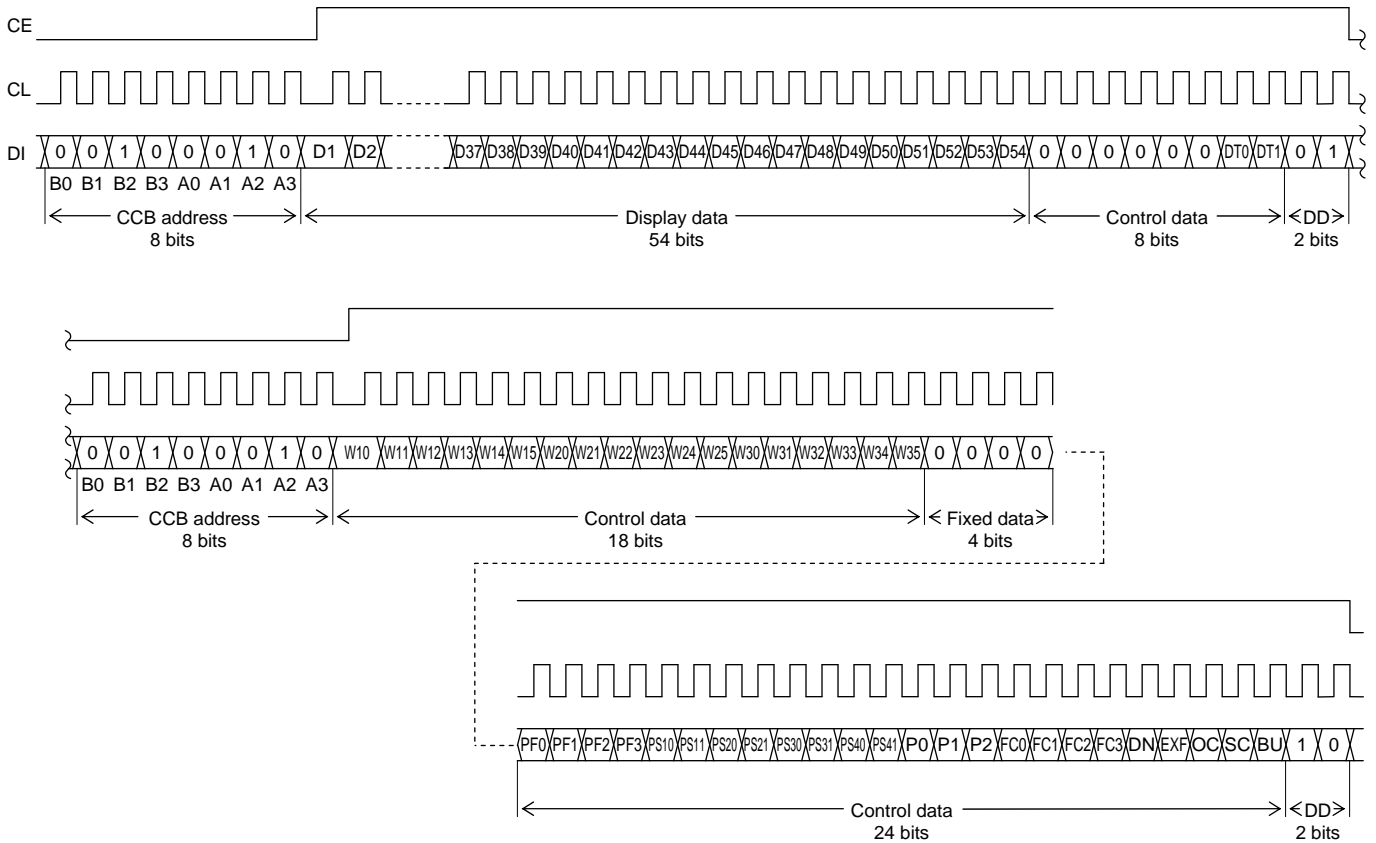 CE
CL
DI 0 0 1 0 0 0 1 0 D1 D2 D37 D38 D39 D40 D41 D42 D43 D44 D45 D46 D47 D48 D49 D50 D51 D52 D53 D54 0 0 0 0 0 0 DT0 DT1 0 1
B0 B1 B2 B3 A0 A1 A2 A3
CCB address Display data Control data DD
8 bits 54 bits 8 bits 2 bits
0 0 1 0 0 0 1 0 W10 W11 W12 W13 W14 W15 W20 W21 W22 W23 W24 W25 W30 W31 W32 W33 W34 W35 0 0 0 0
B0 B1 B2 B3 A0 A1 A2 A3
CCB address Control data Fixed data
8 bits 18 bits 4 bits
PF0 PF1 PF2 PF3 PS10 PS11 PS20 PS21 PS30 PS31 PS40 PS41 P0 P1 P2 FC0 FC1 FC2 FC3 DN EXF OC SC BU 1 0
Control data DD
24 bits 2 bits